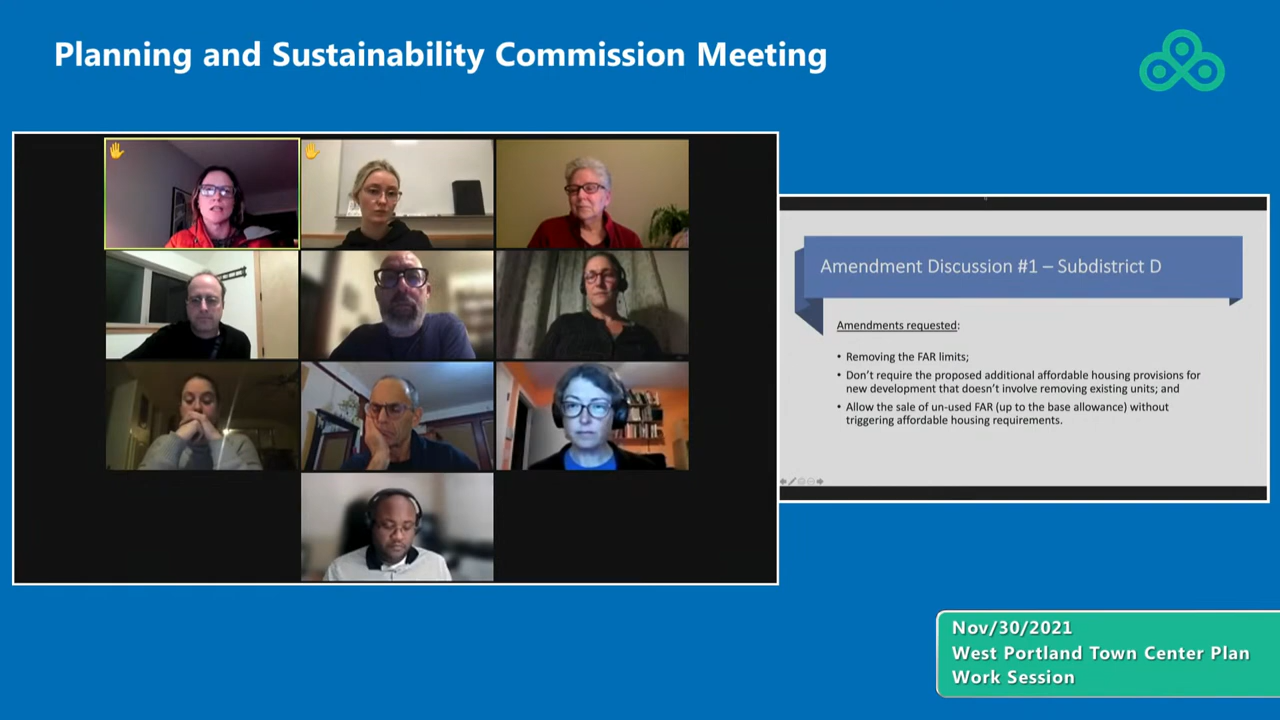 Planning and Sustainability Commission Meeting
Amendment Discussion #1 – Subdistrict D
Amendments requested:
• Removing the FAR limits;
• Don't require the proposed additional affordable housing provisions for
new development that doesn't involve removing existing units; and
• Allow the sale of un-used FAR (up to the base allowance) without
triggering affordable housing requirements.
Nov/30/2021
West Portland Town Center Plan
Work Session